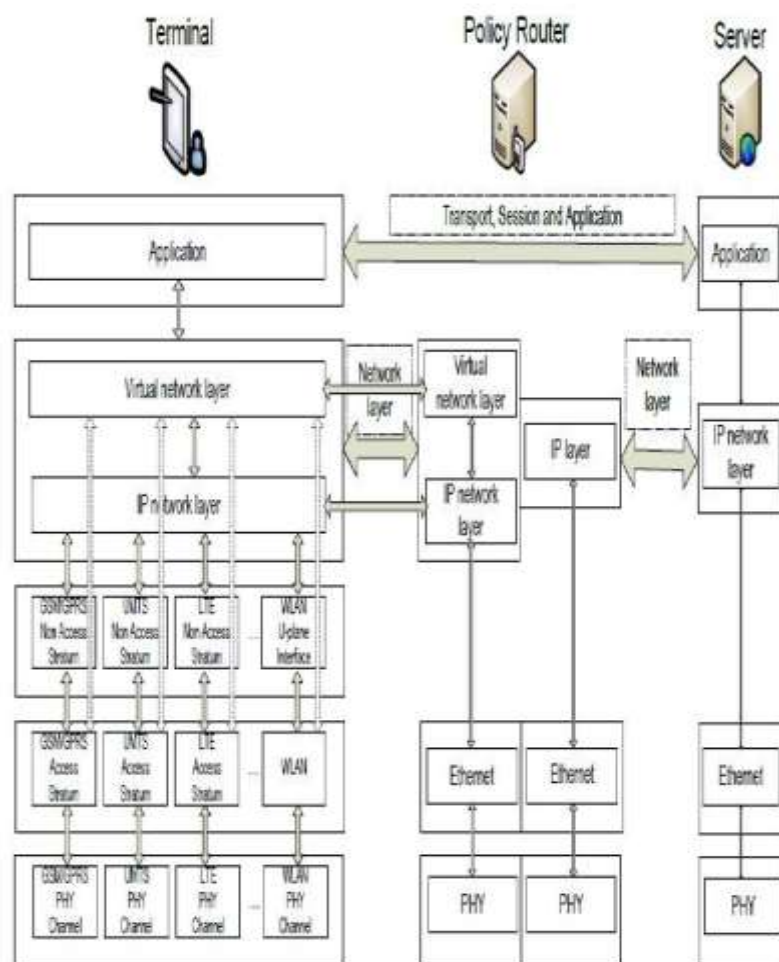 Terminal
Policy Router
Server
Transport, Session and Application
Application
Application
Virtual network layer
Network
layer
Virtual
network layer
Network
layer
IP layer
IP network
layer
IP network layer
IP network
layer
GSM/GPRS
Non Access
Stratum
UMTS
Non Access
Stratum
LTE
Non Access
Stratum
...
WLAN
U-plane
Interface
GSM/GPRS
Access
Stratum
UMTS
Access
Stratum
LTE
Access
Stratum
...
WLAN
Ethernet
Ethernet
Ethernet
GSM/GPRS
PHY
Channel
UMTS
PHY
Channel
LTE
PHY
Channel
...
WLAN
PHY
Channel
PHY
PHY
PHY